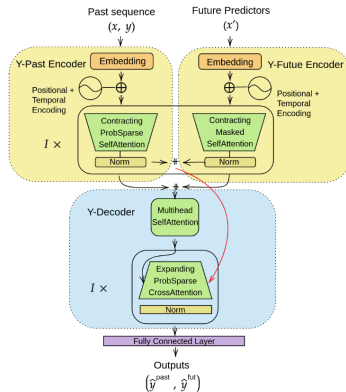 Past sequence
(x, y)
Future Predictors
(x′)
Y-Past Encoder
Y-Futue Encoder
Embedding
Embedding
Positional +
Temporal
Encoding
Positional +
Temporal
Encoding
Contracting
ProbSparse
SelfAttention
Contracting
Masked
SelfAttention
I ×
Norm
+
Norm
+
Y-Decoder
Multihead
SelfAttention
I ×
Expanding
ProbSparse
CrossAttention
Norm
Fully Connected Layer
Outputs
(ŷ^past, ŷ^fut)